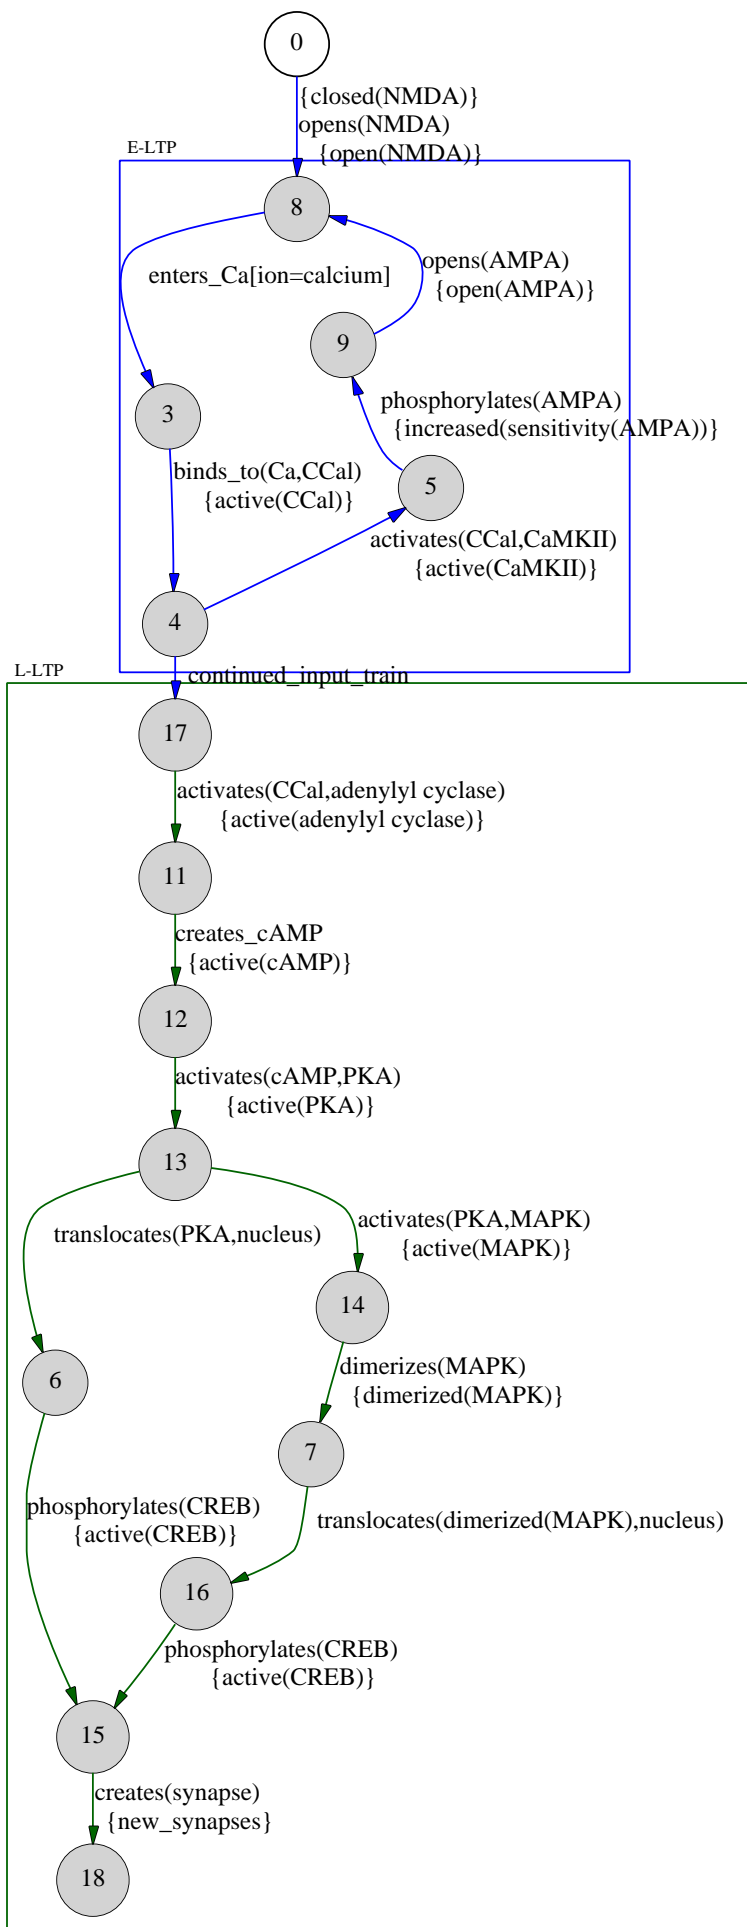 0
{closed(NMDA)}
opens(NMDA)
{open(NMDA)}
E-LTP
8
enters_Ca[ion=calcium]
opens(AMPA)
{open(AMPA)}
9
3
phosphorylates(AMPA)
{increased(sensitivity(AMPA))}
binds_to(Ca,CCal)
{active(CCal)}
5
activates(CCal,CaMKII)
{active(CaMKII)}
4
L-LTP
continued_input_train
17
activates(CCal,adenylyl cyclase)
{active(adenylyl cyclase)}
11
creates_cAMP
{active(cAMP)}
12
activates(cAMP,PKA)
{active(PKA)}
13
translocates(PKA,nucleus)
activates(PKA,MAPK)
{active(MAPK)}
14
dimerizes(MAPK)
{dimerized(MAPK)}
6
7
phosphorylates(CREB)
{active(CREB)}
translocates(dimerized(MAPK),nucleus)
16
phosphorylates(CREB)
{active(CREB)}
15
creates(synapse)
{new_synapses}
18